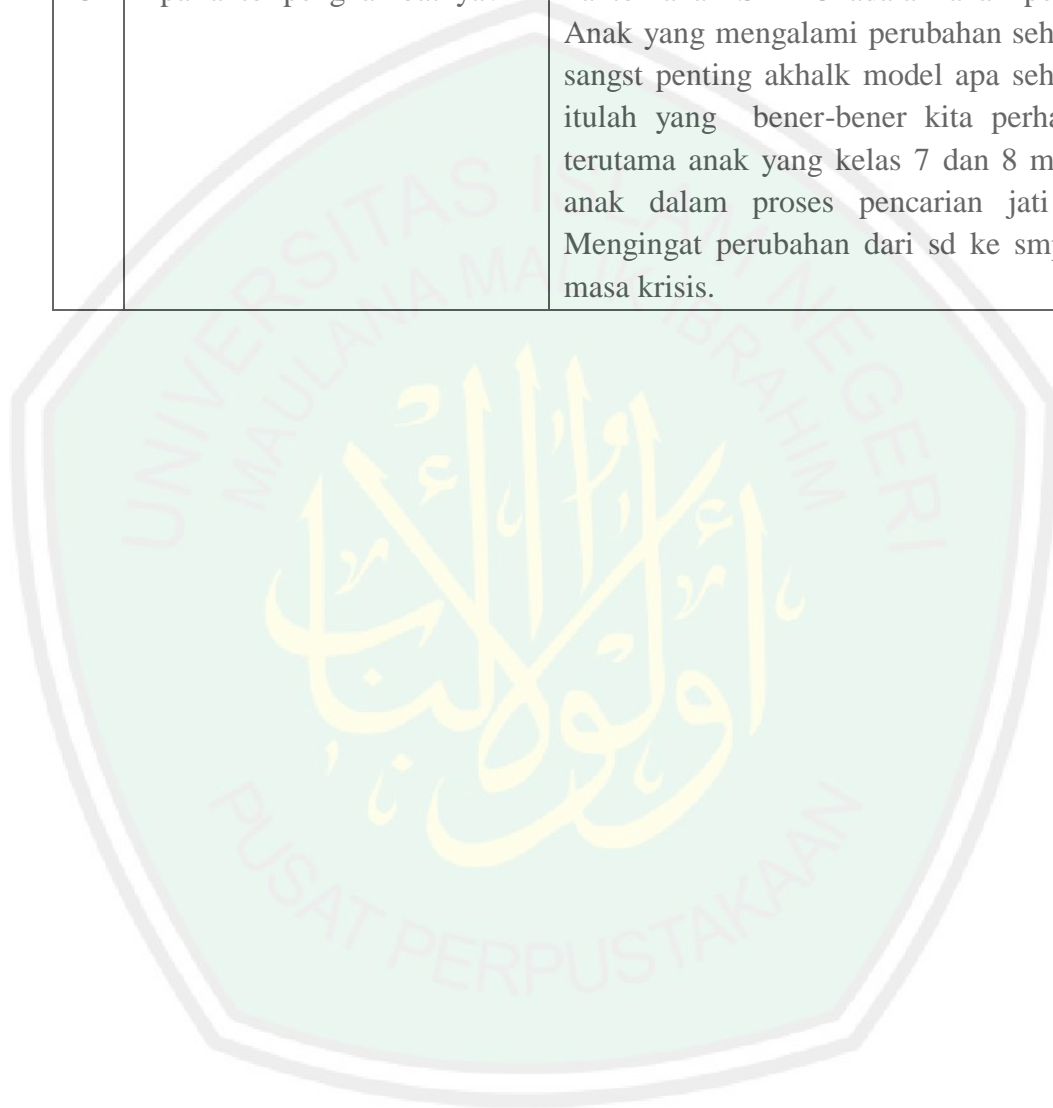 Anak yang mengalami perubahan seh
sangst penting akhalk model apa seh
itulah yang bener-bener kita perha
terutama anak yang kelas 7 dan 8 m
anak dalam proses pencarian jati
Mengingat perubahan dari sd ke smp
masa krisis.
UNIVERSITAS ISLAM NEGERI
MAULANA MALIK IBRAHIM
PUSAT PERPUSTAKAAN